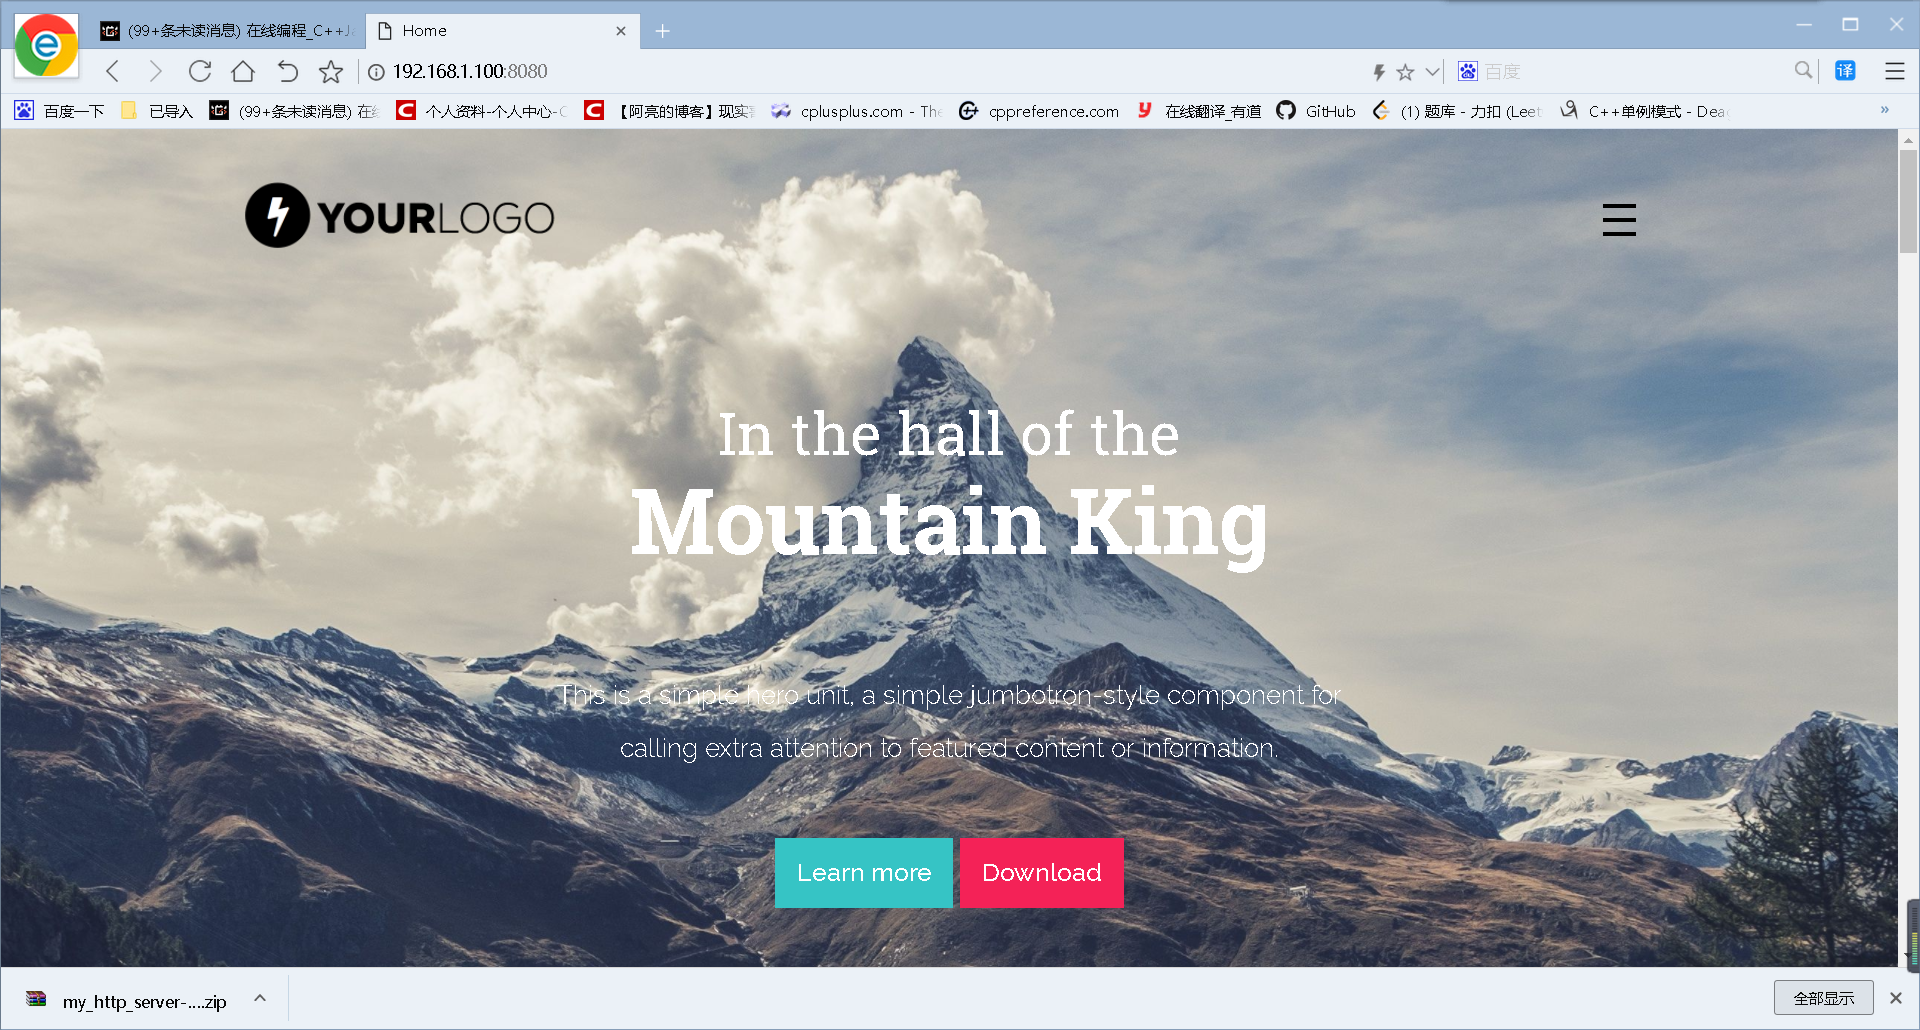 (99+条未读消息) 在线编程_C++J
Home
192.168.1.100:8080
百度
译
百度一下
已导入
(99+条未读消息) 在线
个人资料-个人中心-C
【阿亮的博客】现实
cplusplus.com - The
cppreference.com
在线翻译_有道
GitHub
(1) 题库 - 力扣 (Leet
C++单例模式 - Deac
YOURLOGO
In the hall of the
Mountain King
This is a simple hero unit, a simple jumbotron-style component for
calling extra attention to featured content or information.
Learn more
Download
my_http_server-....zip
全部显示